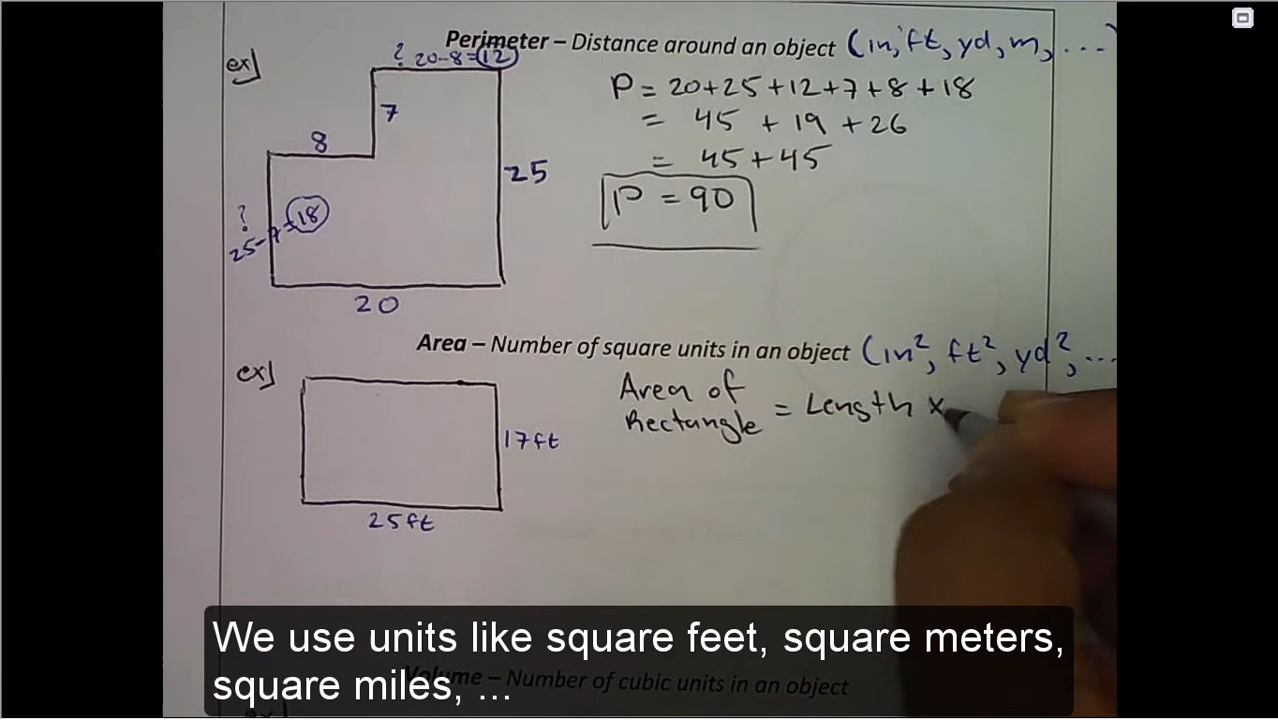 Perimeter – Distance around an object (in, ft, yd, m, ...)
ex)
? 20-8=12
7
8
25
?
25-7=18
20
P = 20+25+12+7+8+18
= 45 + 19 + 26
= 45+45
P = 90
Area – Number of square units in an object (in², ft², yd², ...
ex)
17ft
25ft
Area of
Rectangle = Length x
We use units like square feet, square meters,
square miles, ...
Volume – Number of cubic units in an object
ex)